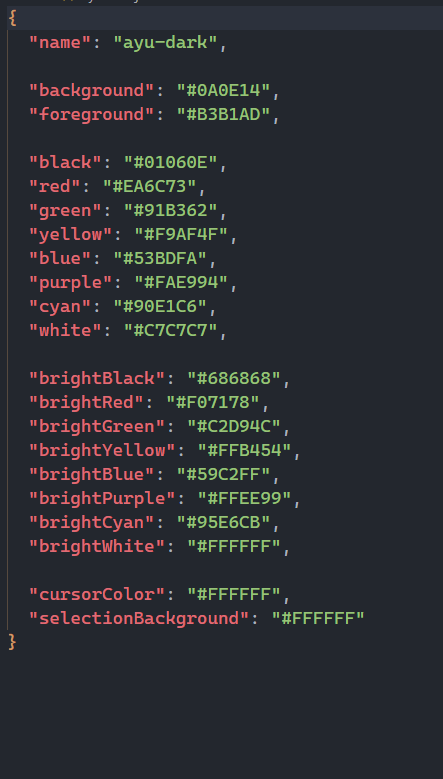 {
"name": "ayu-dark",
"background": "#0A0E14",
"foreground": "#B3B1AD",
"black": "#01060E",
"red": "#EA6C73",
"green": "#91B362",
"yellow": "#F9AF4F",
"blue": "#53BDFA",
"purple": "#FAE994",
"cyan": "#90E1C6",
"white": "#C7C7C7",
"brightBlack": "#686868",
"brightRed": "#F07178",
"brightGreen": "#C2D94C",
"brightYellow": "#FFB454",
"brightBlue": "#59C2FF",
"brightPurple": "#FFEE99",
"brightCyan": "#95E6CB",
"brightWhite": "#FFFFFF",
"cursorColor": "#FFFFFF",
"selectionBackground": "#FFFFFF"
}